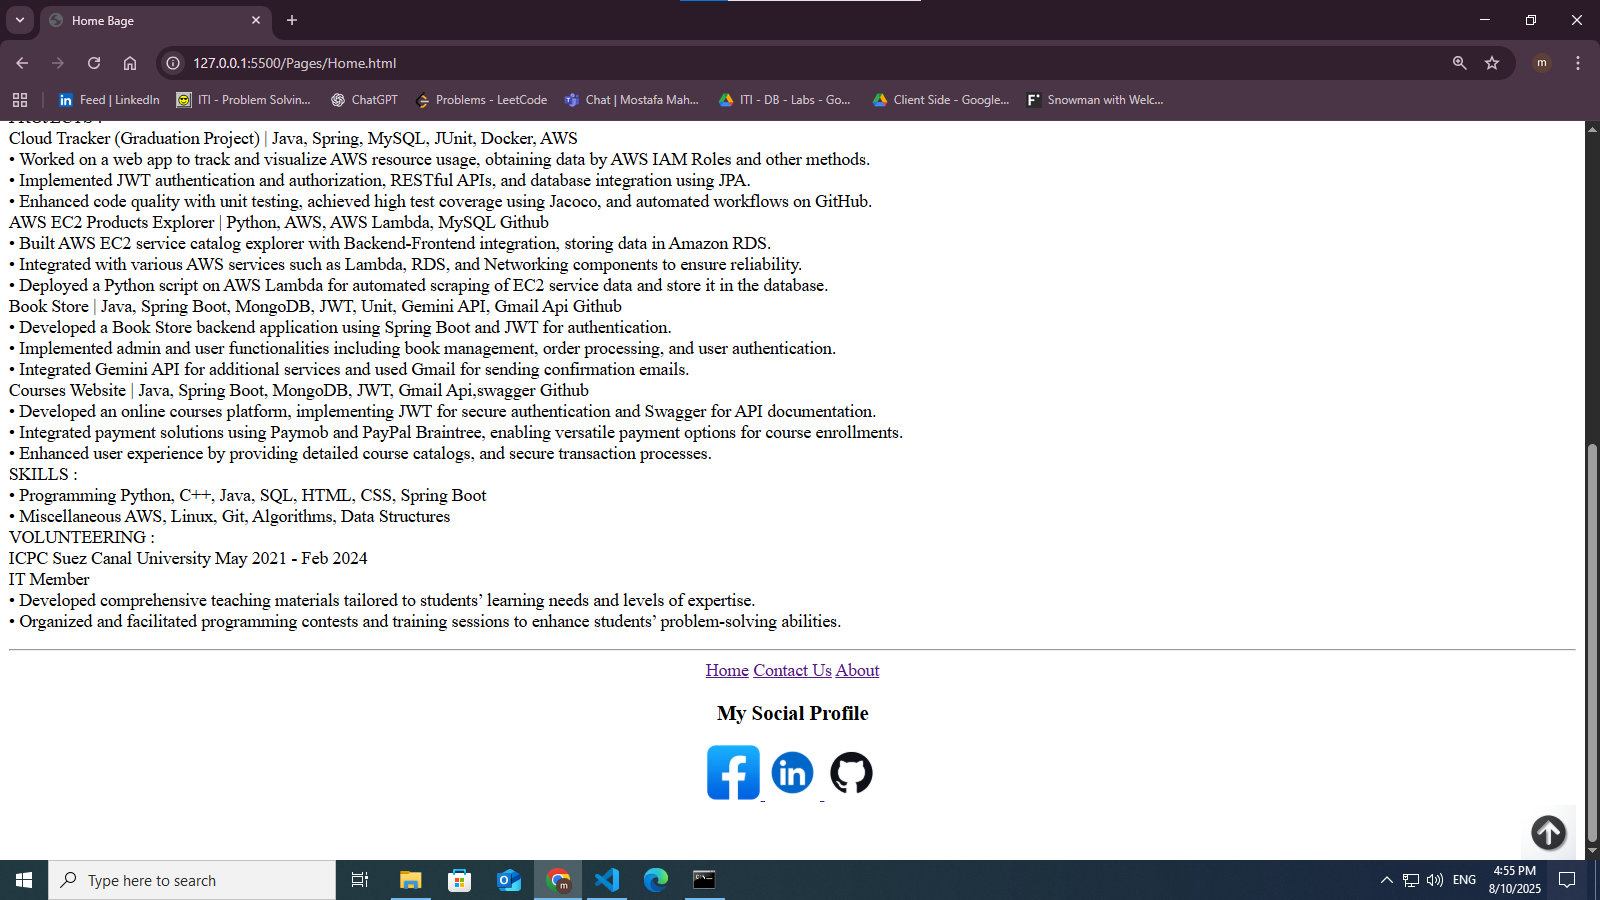 Home Bage
127.0.0.1:5500/Pages/Home.html
m
Feed | LinkedIn
ITI - Problem Solvin...
ChatGPT
Problems - LeetCode
Chat | Mostafa Mah...
ITI - DB - Labs - Go...
Client Side - Google...
Snowman with Welc...
Cloud Tracker (Graduation Project) | Java, Spring, MySQL, JUnit, Docker, AWS
• Worked on a web app to track and visualize AWS resource usage, obtaining data by AWS IAM Roles and other methods.
• Implemented JWT authentication and authorization, RESTful APIs, and database integration using JPA.
• Enhanced code quality with unit testing, achieved high test coverage using Jacoco, and automated workflows on GitHub.
AWS EC2 Products Explorer | Python, AWS, AWS Lambda, MySQL Github
• Built AWS EC2 service catalog explorer with Backend-Frontend integration, storing data in Amazon RDS.
• Integrated with various AWS services such as Lambda, RDS, and Networking components to ensure reliability.
• Deployed a Python script on AWS Lambda for automated scraping of EC2 service data and store it in the database.
Book Store | Java, Spring Boot, MongoDB, JWT, Unit, Gemini API, Gmail Api Github
• Developed a Book Store backend application using Spring Boot and JWT for authentication.
• Implemented admin and user functionalities including book management, order processing, and user authentication.
• Integrated Gemini API for additional services and used Gmail for sending confirmation emails.
Courses Website | Java, Spring Boot, MongoDB, JWT, Gmail Api,swagger Github
• Developed an online courses platform, implementing JWT for secure authentication and Swagger for API documentation.
• Integrated payment solutions using Paymob and PayPal Braintree, enabling versatile payment options for course enrollments.
• Enhanced user experience by providing detailed course catalogs, and secure transaction processes.
SKILLS :
• Programming Python, C++, Java, SQL, HTML, CSS, Spring Boot
• Miscellaneous AWS, Linux, Git, Algorithms, Data Structures
VOLUNTEERING :
ICPC Suez Canal University May 2021 - Feb 2024
IT Member
• Developed comprehensive teaching materials tailored to students’ learning needs and levels of expertise.
• Organized and facilitated programming contests and training sessions to enhance students’ problem-solving abilities.
Home Contact Us About
My Social Profile
Type here to search
ENG
4:55 PM
8/10/2025